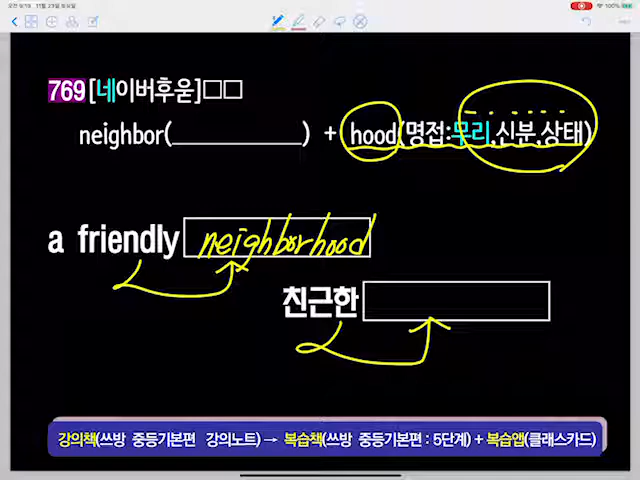 769[네이버후욷]□□
neighbor(__________) + hood(명접:무리,신분,상태)
a friendly neighborhood
친근한
강의책(쓰방 중등기본편 강의노트) → 복습책(쓰방 중등기본편 : 5단계) + 복습앱(클래스카드)